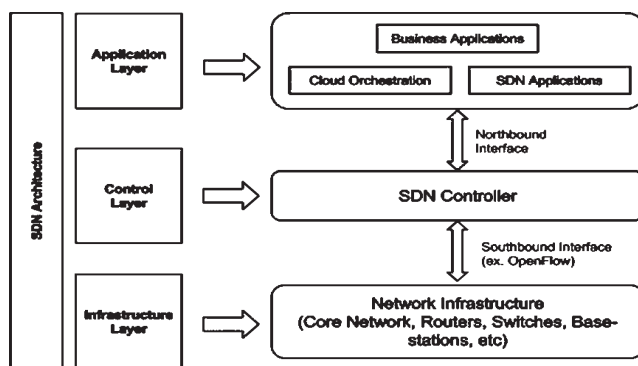 SDN Architecture
Application
Layer
Business Applications
Cloud Orchestration
SDN Applications
Northbound
Interface
Control
Layer
SDN Controller
Southbound Interface
(ex. OpenFlow)
Infrastructure
Layer
Network Infrastructure
(Core Network, Routers, Switches, Base-
stations, etc)